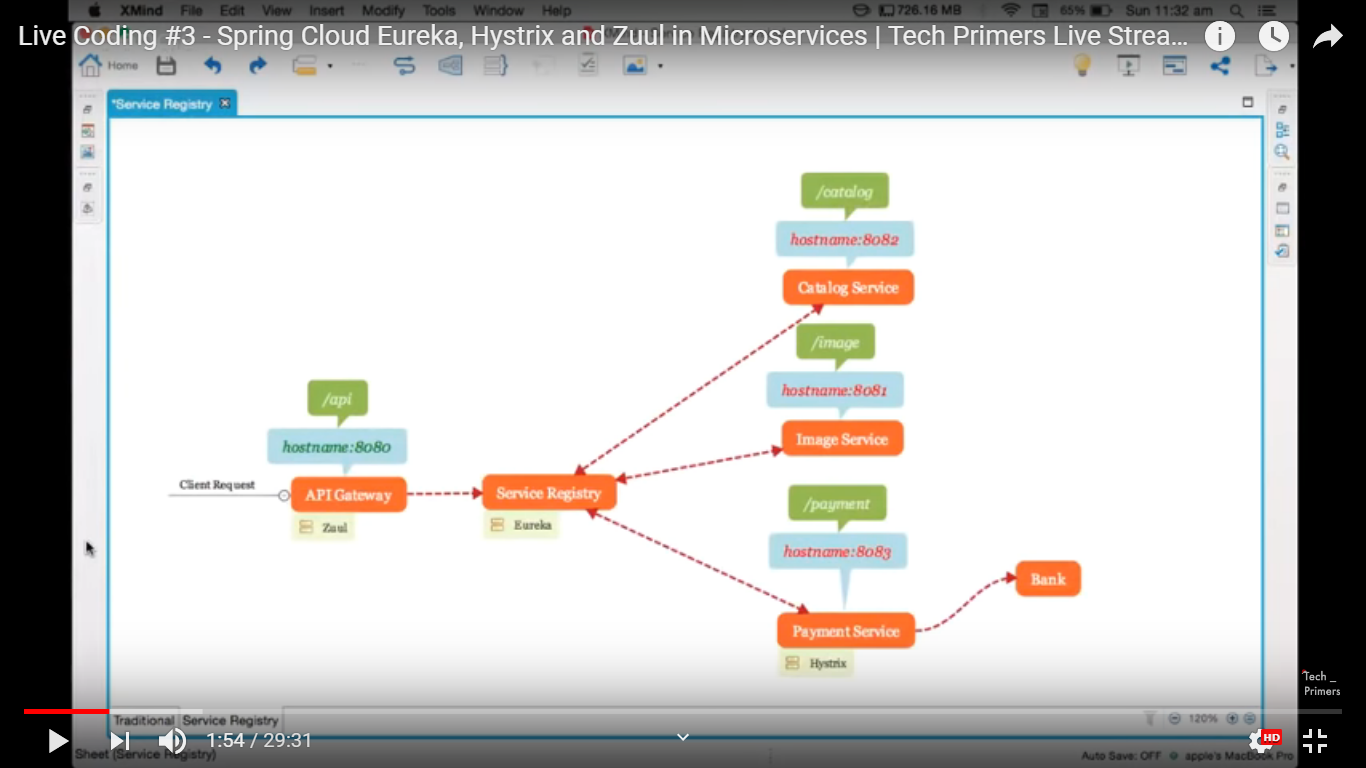 XMind File Edit View Insert Modify Tools Window Help 726.16 MB 65% Sun 11:32 am
Live Coding #3 - Spring Cloud Eureka, Hystrix and Zuul in Microservices | Tech Primers Live Strea...
Home
*Service Registry
/catalog
hostname:8082
Catalog Service
/image
hostname:8081
Image Service
/api
hostname:8080
Client Request
API Gateway
Zuul
Service Registry
Eureka
/payment
hostname:8083
Payment Service
Hystrix
Bank
Tech _
Primers
Traditional Service Registry
120%
1:54 / 29:31
HD
Sheet (Service Registry)
Auto Save: OFF apple's MacBook Pro